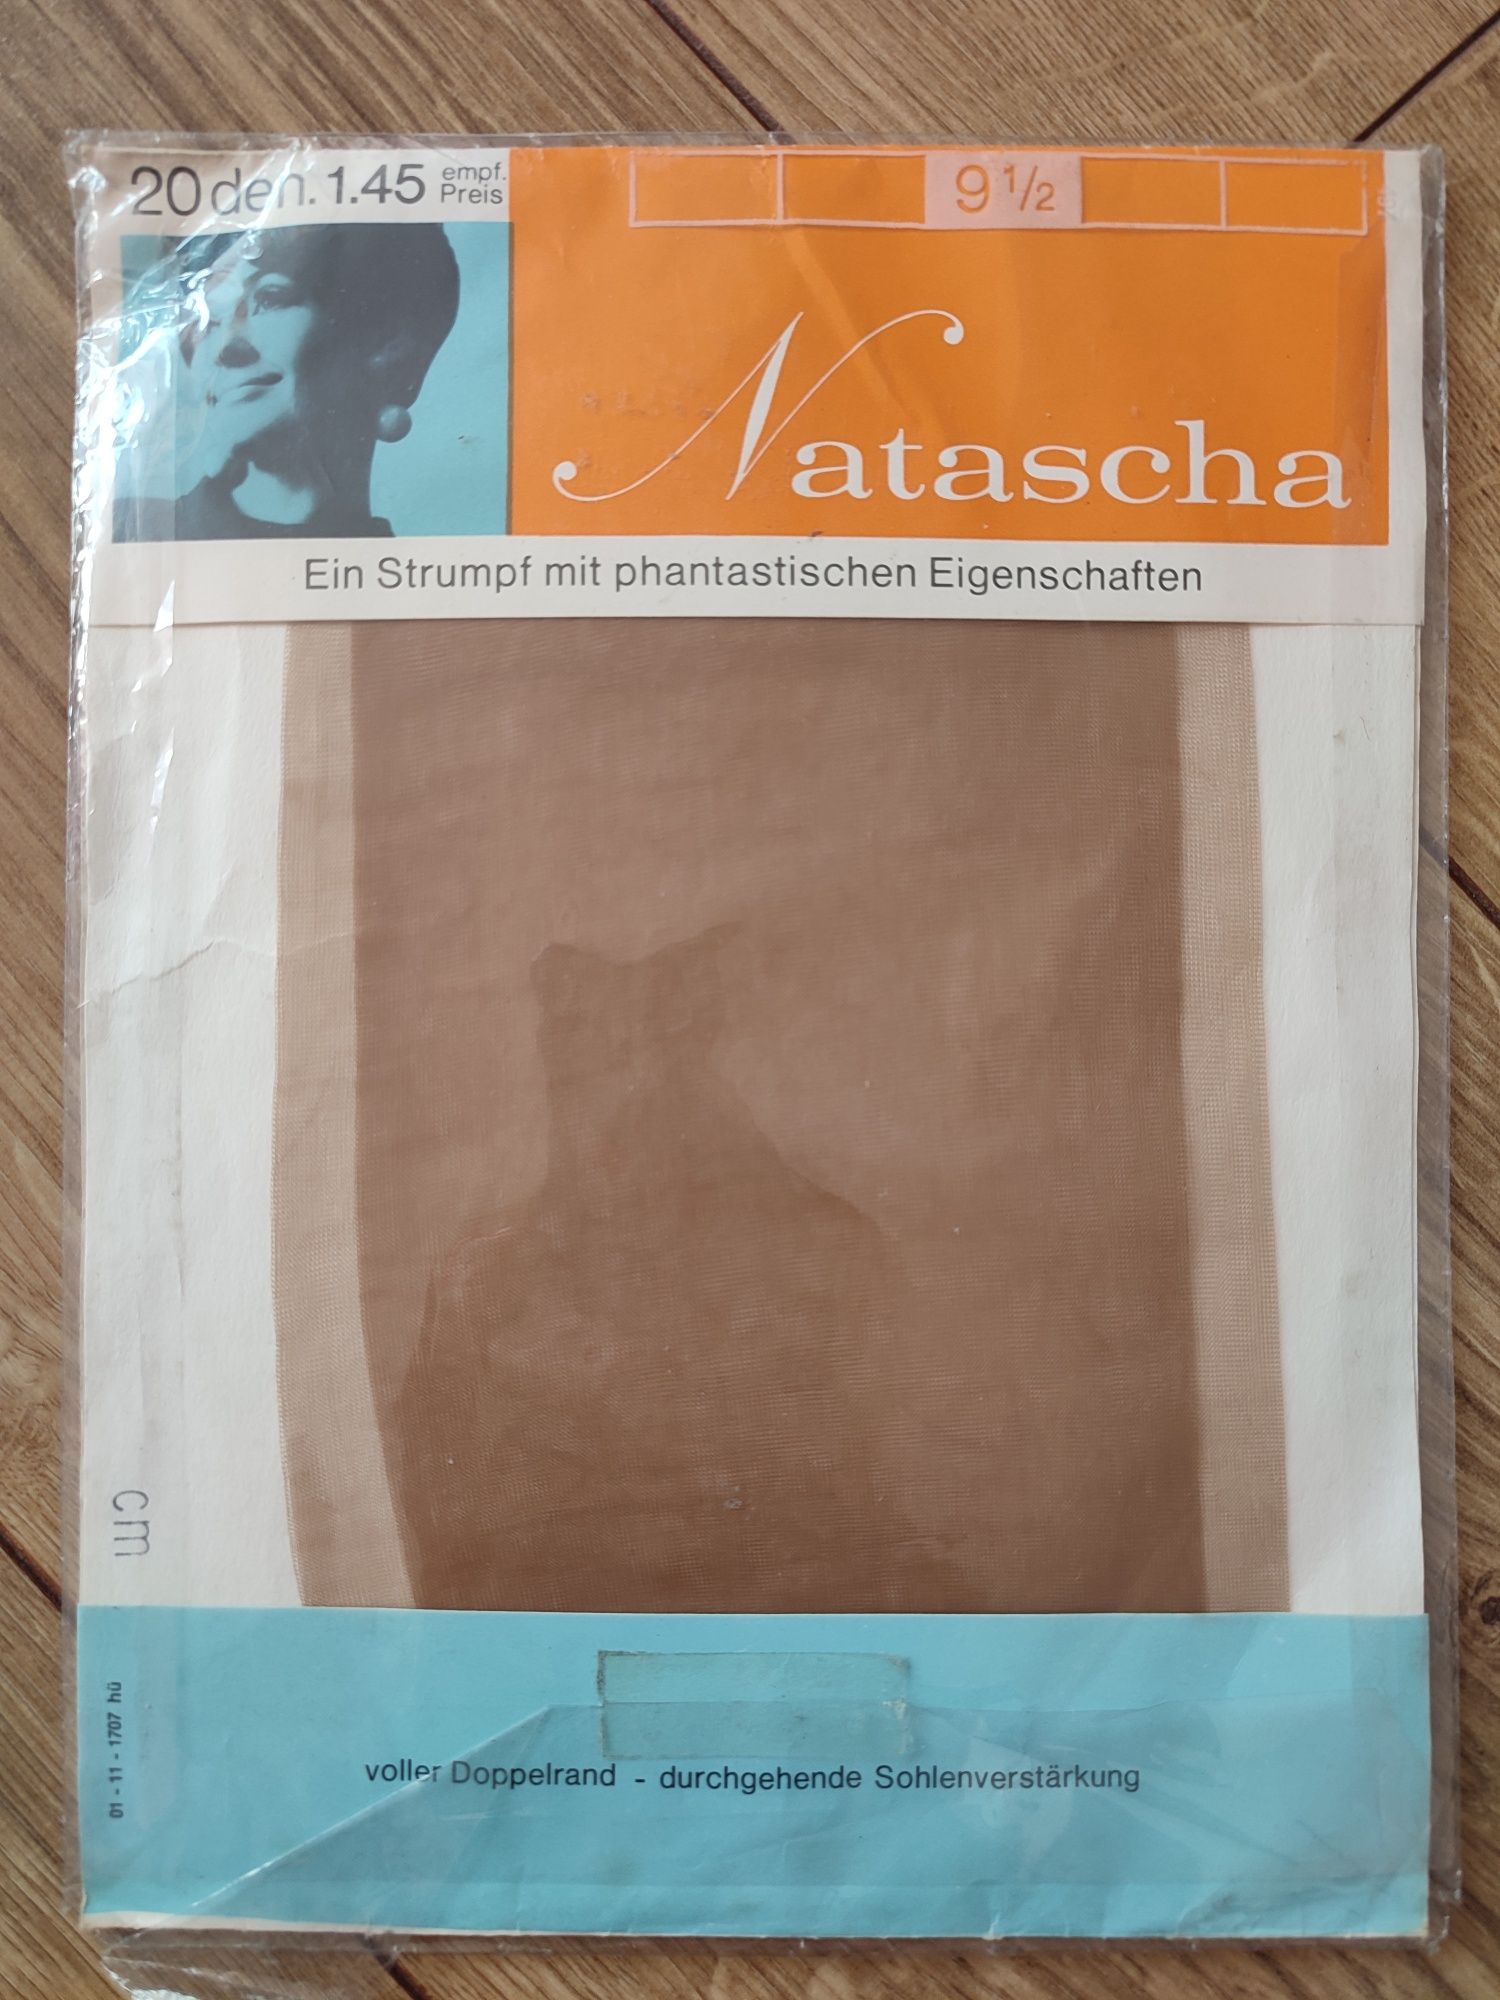 20 den. 1.45 empf. Preis
9 1/2
Natascha
Ein Strumpf mit phantastischen Eigenschaften
cm
01 - 11 - 1707 hü
voller Doppelrand - durchgehende Sohlenverstärkung